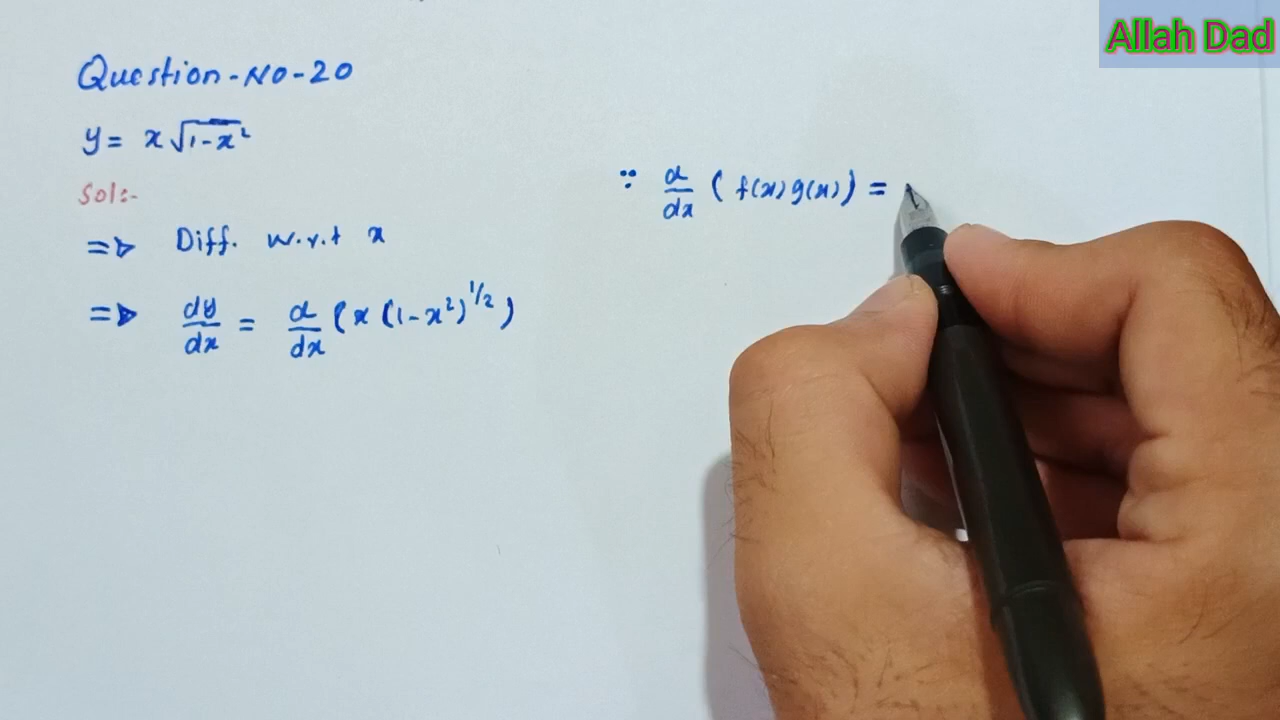 Allah Dad
Question-No-20
y = x√1-x²
Sol:-
⇒ Diff. w.r.t x
⇒ dy/dx = d/dx (x(1-x²)^1/2)
∵ d/dx (f(x)g(x)) =